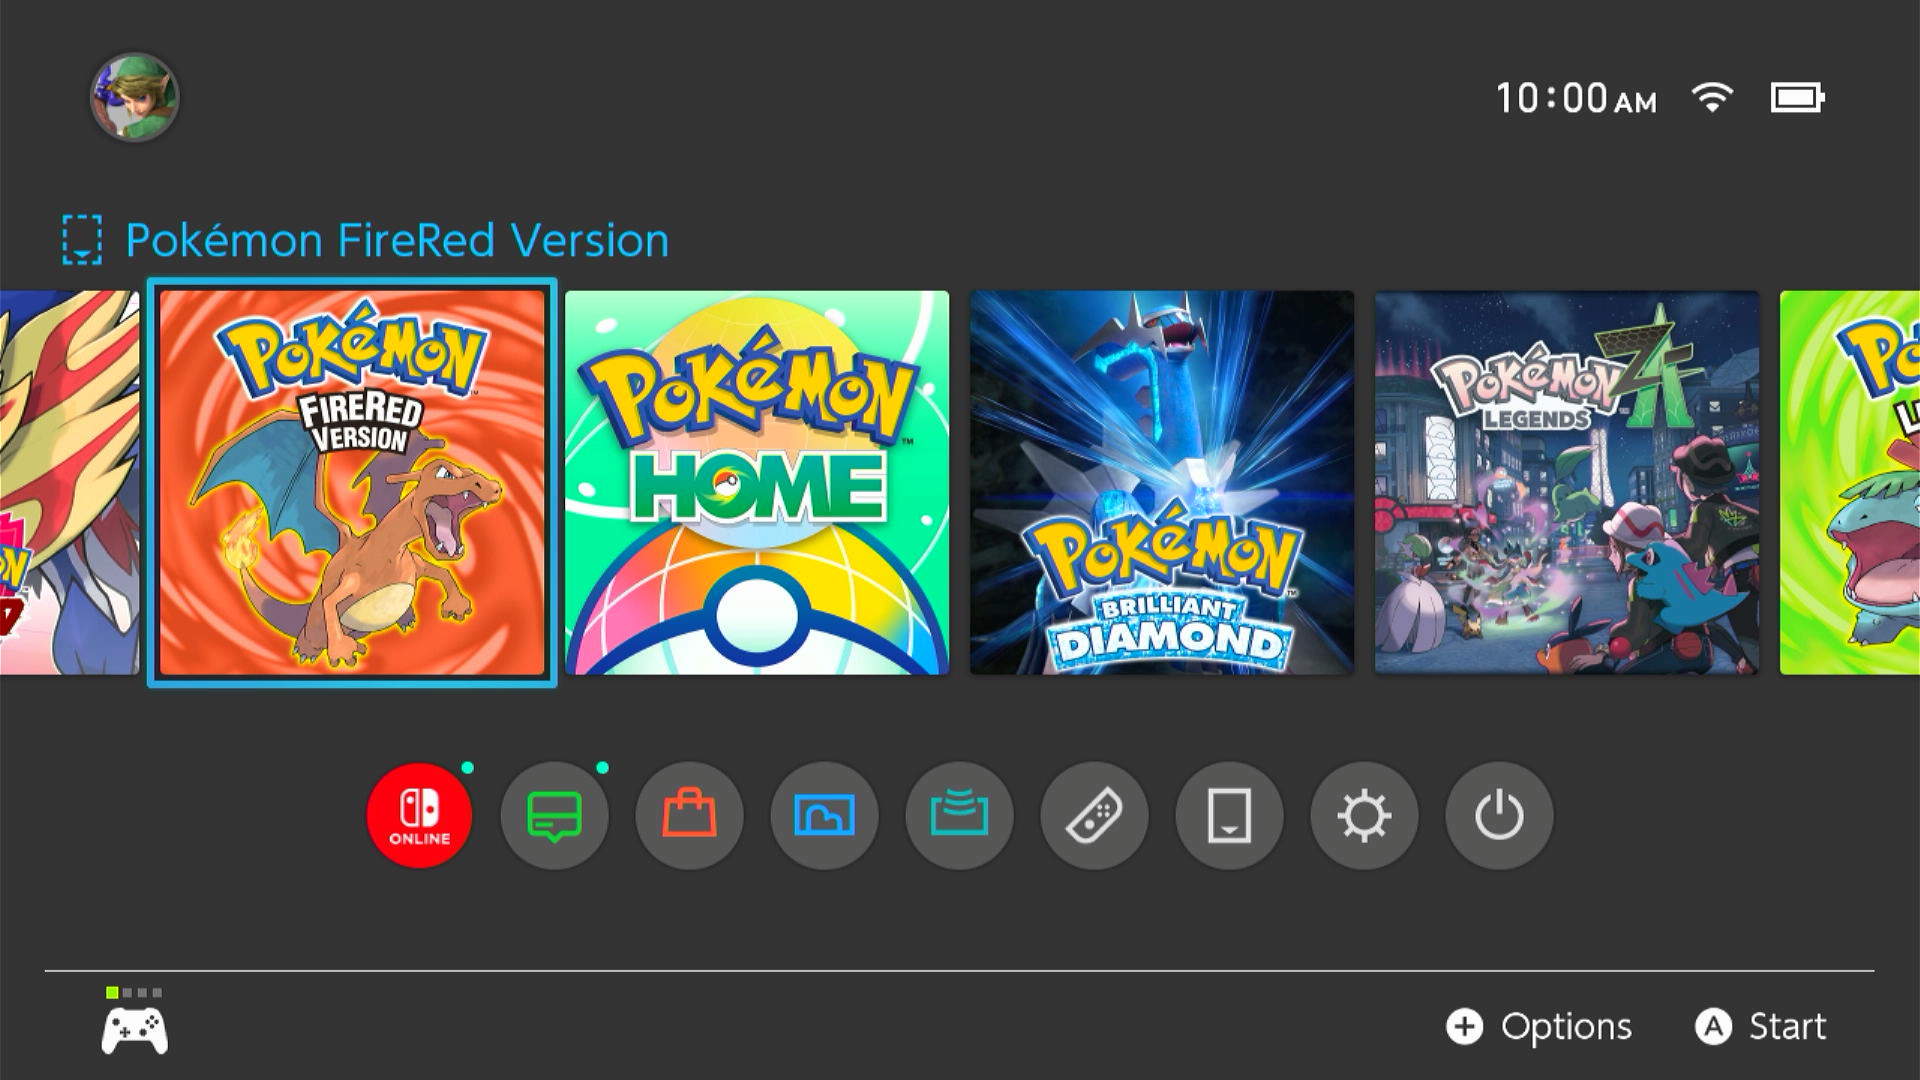 10:00 AM
Pokémon FireRed Version
POKéMON
FIRERED
VERSION
POKéMON
HOME
POKéMON
BRILLIANT
DIAMOND
POKéMON
LEGENDS
Z-A
ONLINE
Options
A Start